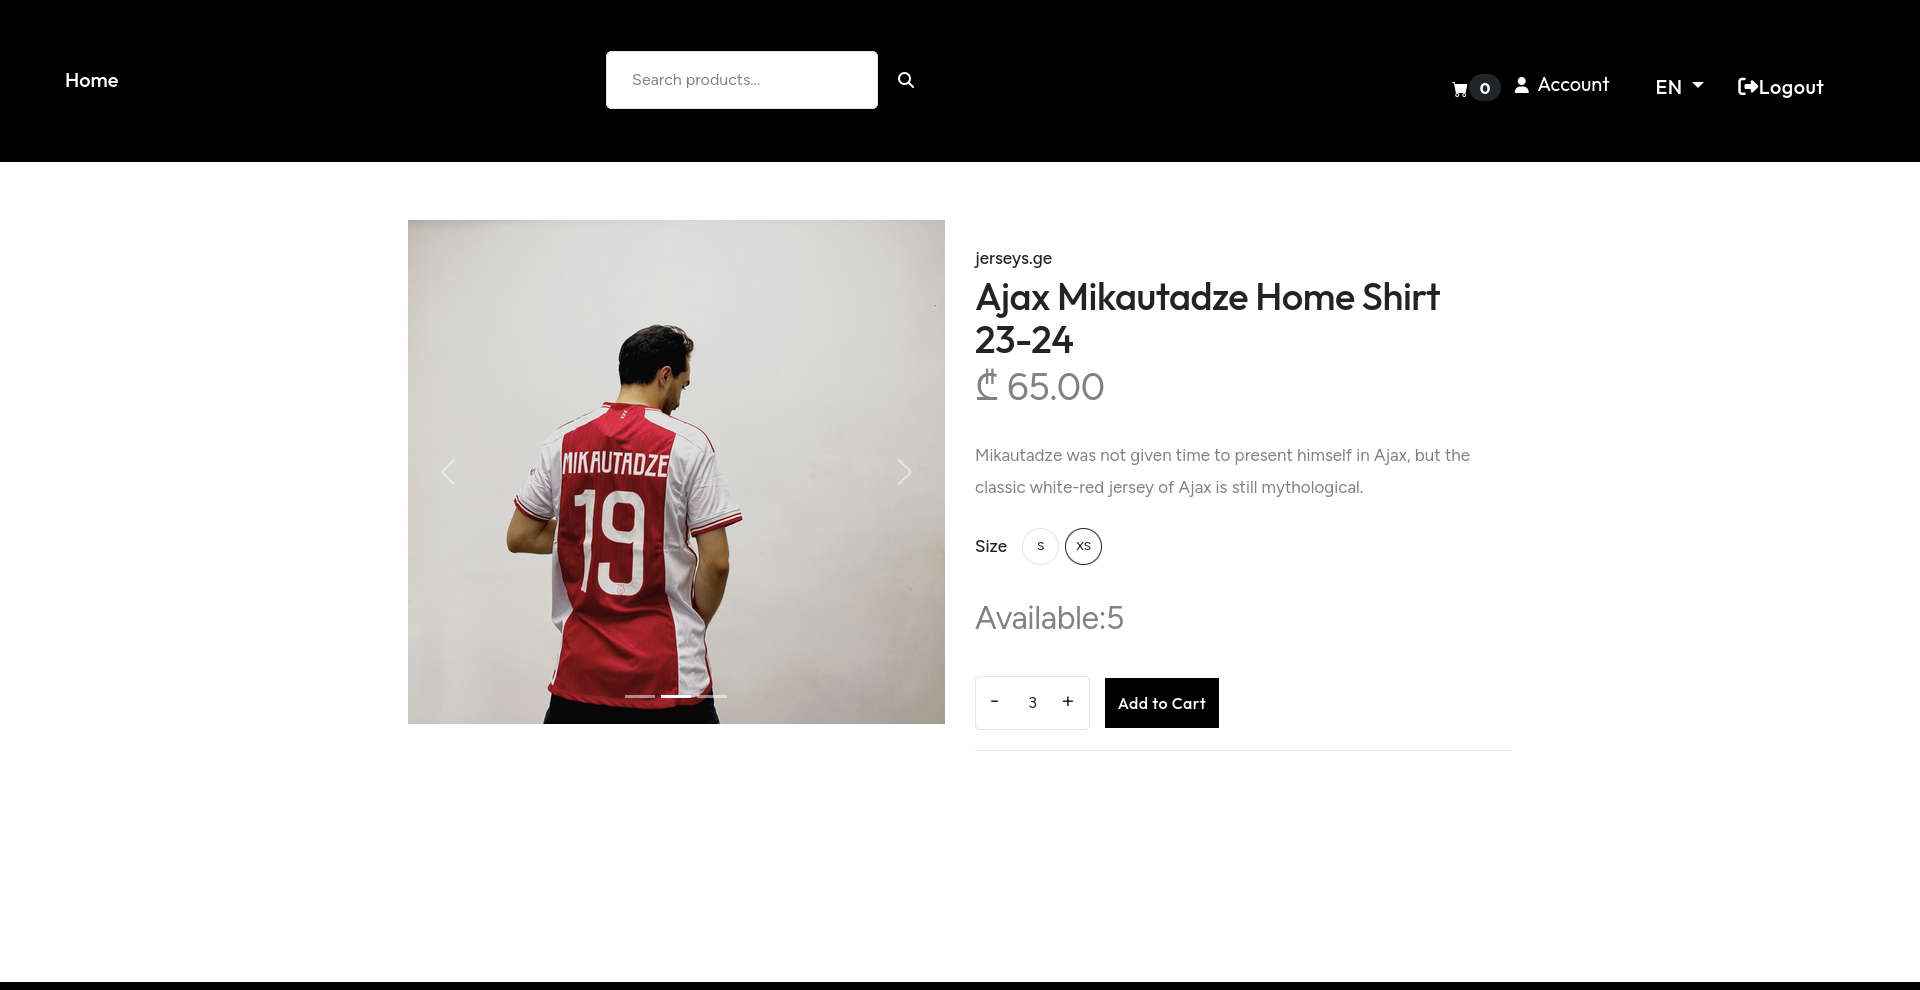 Home
Search products...
0
Account
EN
Logout
jerseys.ge
Ajax Mikautadze Home Shirt
23-24
₾ 65.00
Mikautadze was not given time to present himself in Ajax, but the
classic white-red jersey of Ajax is still mythological.
Size
S
XS
Available:5
-
3
+
Add to Cart
MIKAUTADZE
19